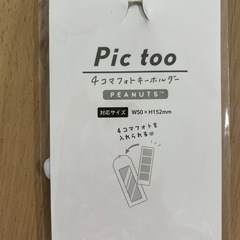 Pic too
4コマフォトキーホルダー
PEANUTS™
対応サイズ W50×H152mm
4コマフォトを
入れられる